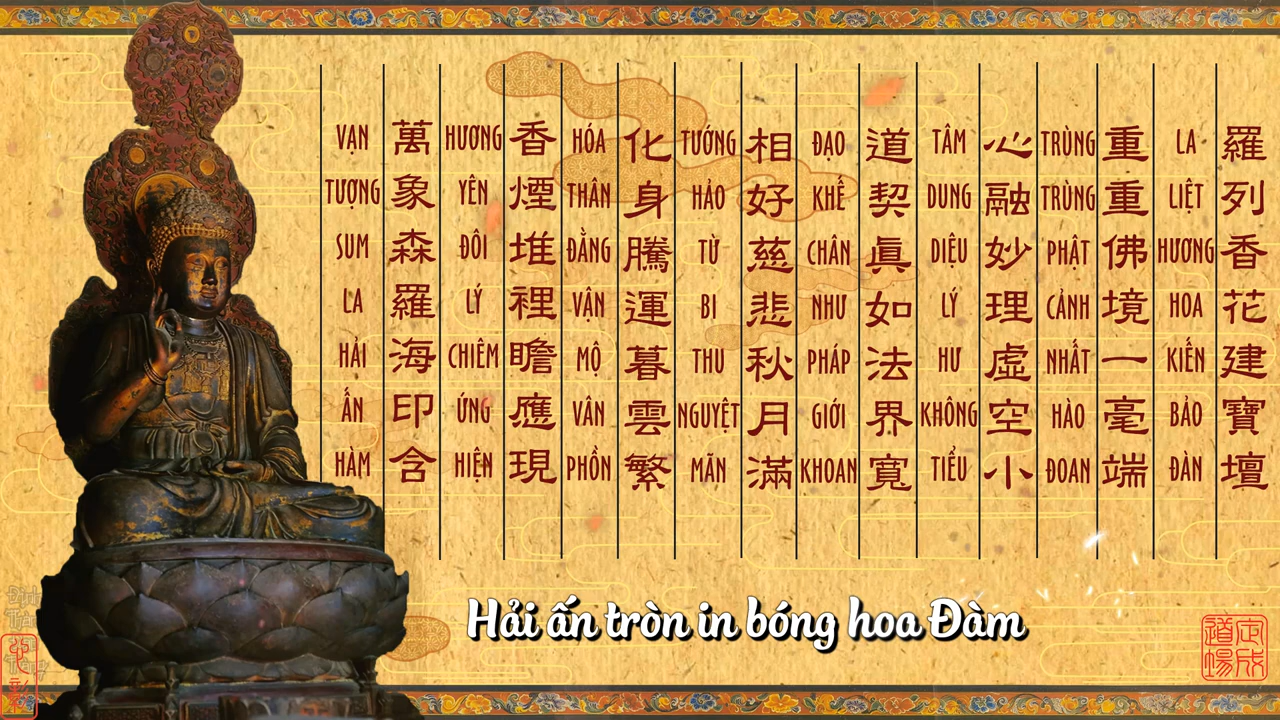 羅列香花建寶壇
LA LIỆT HƯƠNG HOA KIẾN BẢO ĐÀN
重重佛境一毫端
TRÙNG TRÙNG PHẬT CẢNH NHẤT HÀO ĐOAN
心融妙理虛空小
TÂM DUNG DIỆU LÝ HƯ KHÔNG TIỂU
道契眞如法界寬
ĐẠO KHẾ CHÂN NHƯ PHÁP GIỚI KHOAN
相好慈悲秋月滿
TƯỚNG HẢO TỪ BI THU NGUYỆT MÃN
化身騰運暮雲繁
HÓA THÂN ĐẰNG VẬN MỘ VÂN PHỒN
香煙堆裡瞻應現
HƯƠNG YÊN ĐÔI LÝ CHIÊM ỨNG HIỆN
萬象森羅海印含
VẠN TƯỢNG SUM LA HẢI ẤN HÀM
Hải ấn tròn in bóng hoa Đàm